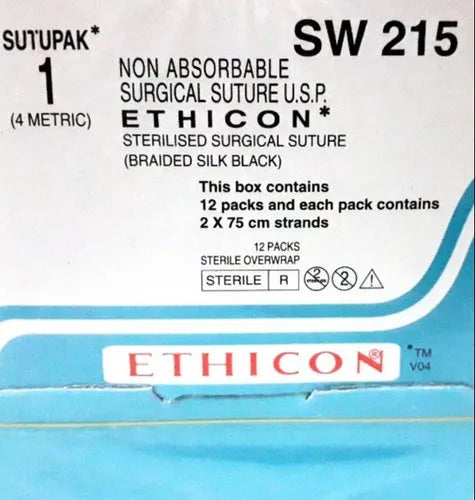 SUTUPAK*
1
(4 METRIC)
SW 215
NON ABSORBABLE
SURGICAL SUTURE U.S.P.
ETHICON*
STERILISED SURGICAL SUTURE
(BRAIDED SILK BLACK)
This box contains
12 packs and each pack contains
2 X 75 cm strands
12 PACKS
STERILE OVERWRAP
STERILE R 2 2
ETHICON® *TM
V04